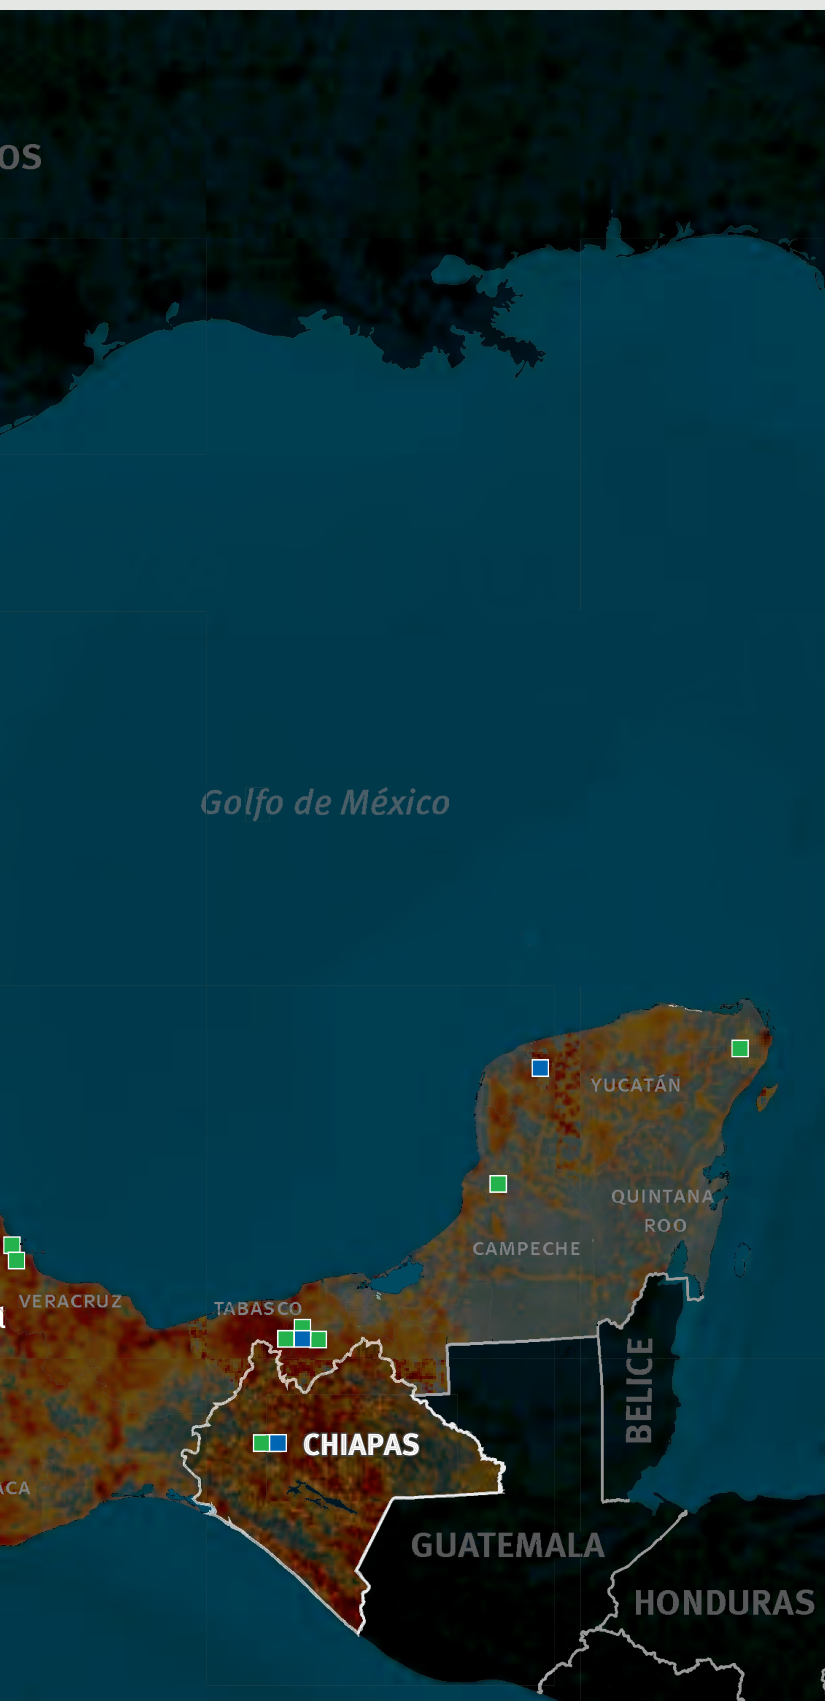 OS
Golfo de México
YUCATÁN
QUINTANA
ROO
CAMPECHE
VERACRUZ
TABASCO
BELICE
CHIAPAS
ACA
GUATEMALA
HONDURAS